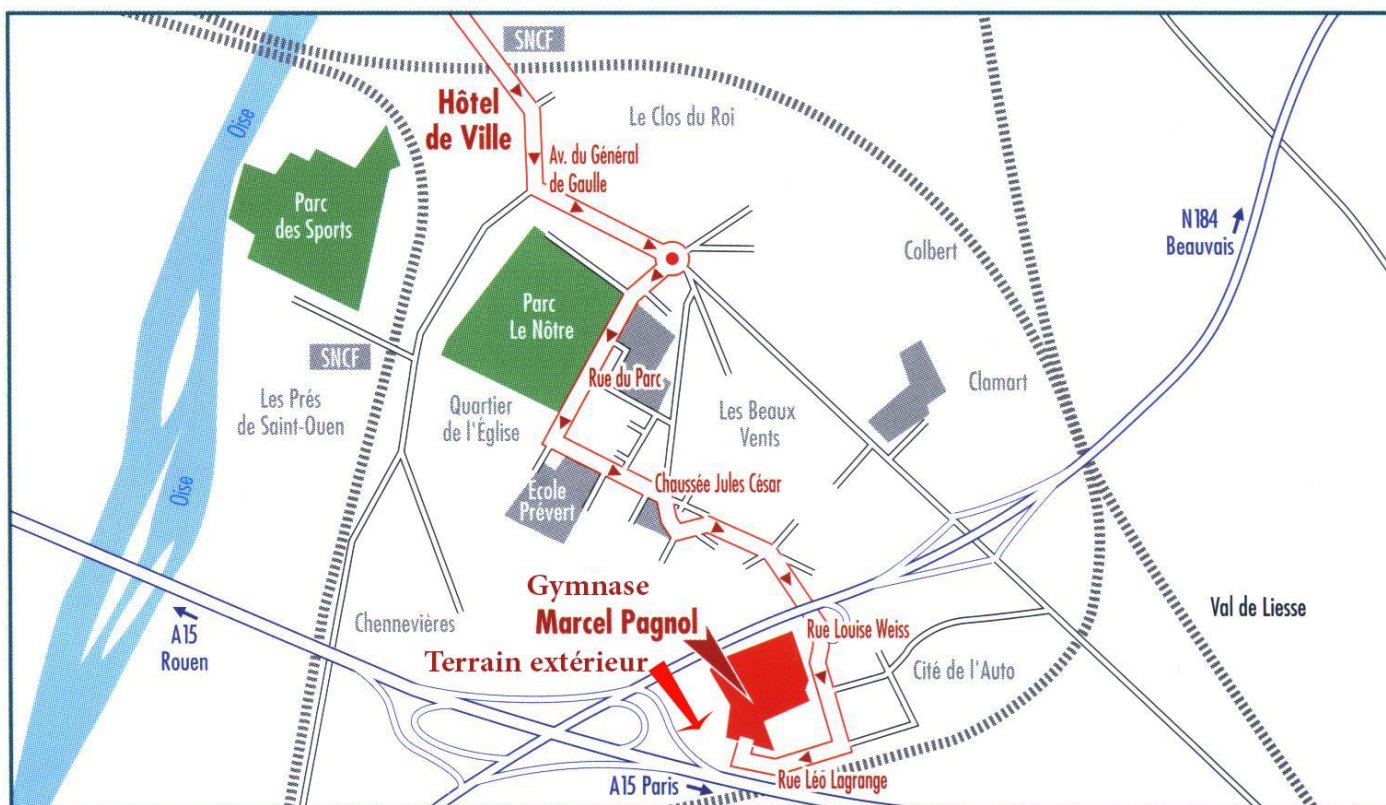 SNCF
Hôtel
de Ville
Oise
Le Clos du Roi
Av. du Général
de Gaulle
Parc
des Sports
N184
Beauvais
Colbert
Parc
Le Nôtre
SNCF
Rue du Parc
Clamart
Les Prés
de Saint-Ouen
Quartier
de l'Église
Les Beaux
Vents
Oise
Ecole
Prévert
Chaussée Jules César
Gymnase
Marcel Pagnol
Chennevières
Val de Liesse
A15
Rouen
Rue Louise Weiss
Terrain extérieur
Cité de l'Auto
A15 Paris
Rue Léo Lagrange